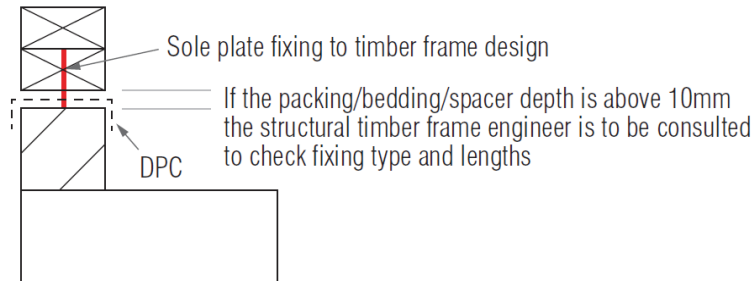 Sole plate fixing to timber frame design
If the packing/bedding/spacer depth is above 10mm
the structural timber frame engineer is to be consulted
to check fixing type and lengths
DPC